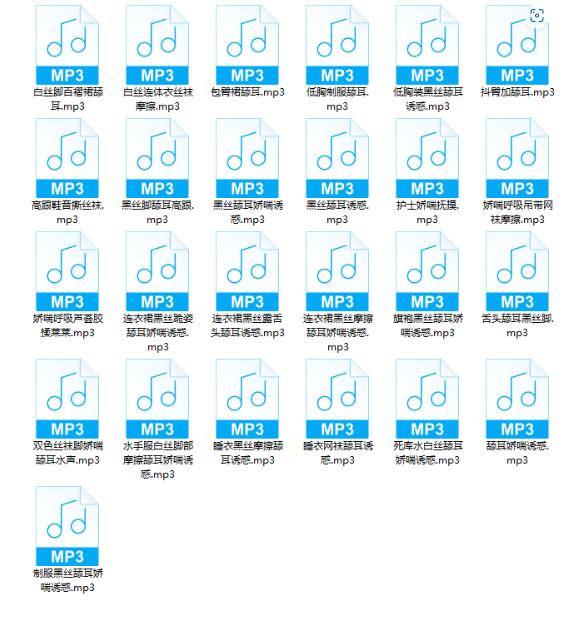 MP3 MP3 MP3 MP3 MP3 MP3
白丝脚百褶裙舔
耳.mp3
白丝连体衣丝袜
摩擦.mp3
包臀裙舔耳.mp3
低胸制服舔耳.
mp3
低胸装黑丝舔耳
诱惑.mp3
抖臀加舔耳.mp3
MP3 MP3 MP3 MP3 MP3 MP3
高跟鞋音撕丝袜.
mp3
黑丝脚舔耳高跟.
mp3
黑丝舔耳娇喘诱
惑.mp3
黑丝舔耳诱惑.
mp3
护士娇喘抚摸.
mp3
娇喘呼吸吊带网
袜摩擦.mp3
MP3 MP3 MP3 MP3 MP3 MP3
娇喘呼吸声荟胶
揉菜菜.mp3
连衣裙黑丝跪姿
舔耳娇喘诱惑.
mp3
连衣裙黑丝露舌
头舔耳诱惑.mp3
连衣裙黑丝摩擦
舔耳娇喘诱惑.
mp3
旗袍黑丝舔耳娇
喘诱惑.mp3
舌头舔耳黑丝脚.
mp3
MP3 MP3 MP3 MP3 MP3 MP3
双色丝袜脚娇喘
舔耳水声.mp3
水手服白丝脚部
摩擦舔耳娇喘诱
惑.mp3
睡衣黑丝摩擦舔
耳诱惑.mp3
睡衣网袜舔耳诱
惑.mp3
死库水白丝舔耳
娇喘诱惑.mp3
舔耳娇喘诱惑.
mp3
MP3
制服黑丝舔耳娇
喘诱惑.mp3